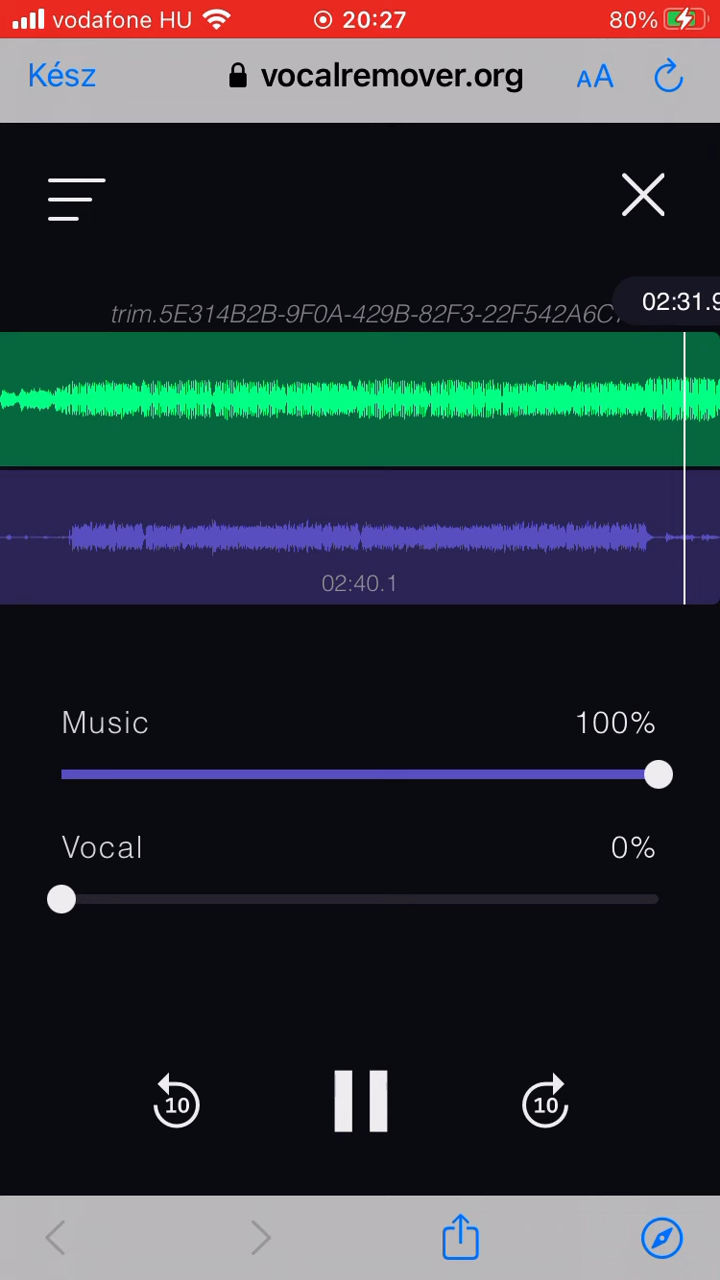 vodafone HU 20:27 80%
Kész vocalremover.org AA
trim.5E314B2B-9F0A-429B-82F3-22F542A6C
02:31.9
02:40.1
Music 100%
Vocal 0%
10 10